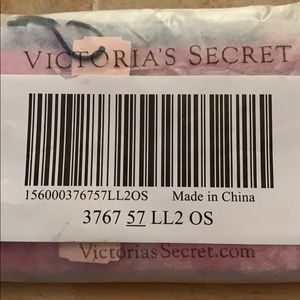 VICTORIA'S SECRET
156000376757LL2OS Made in China
3767 57 LL2 OS
VictoriasSecret.com